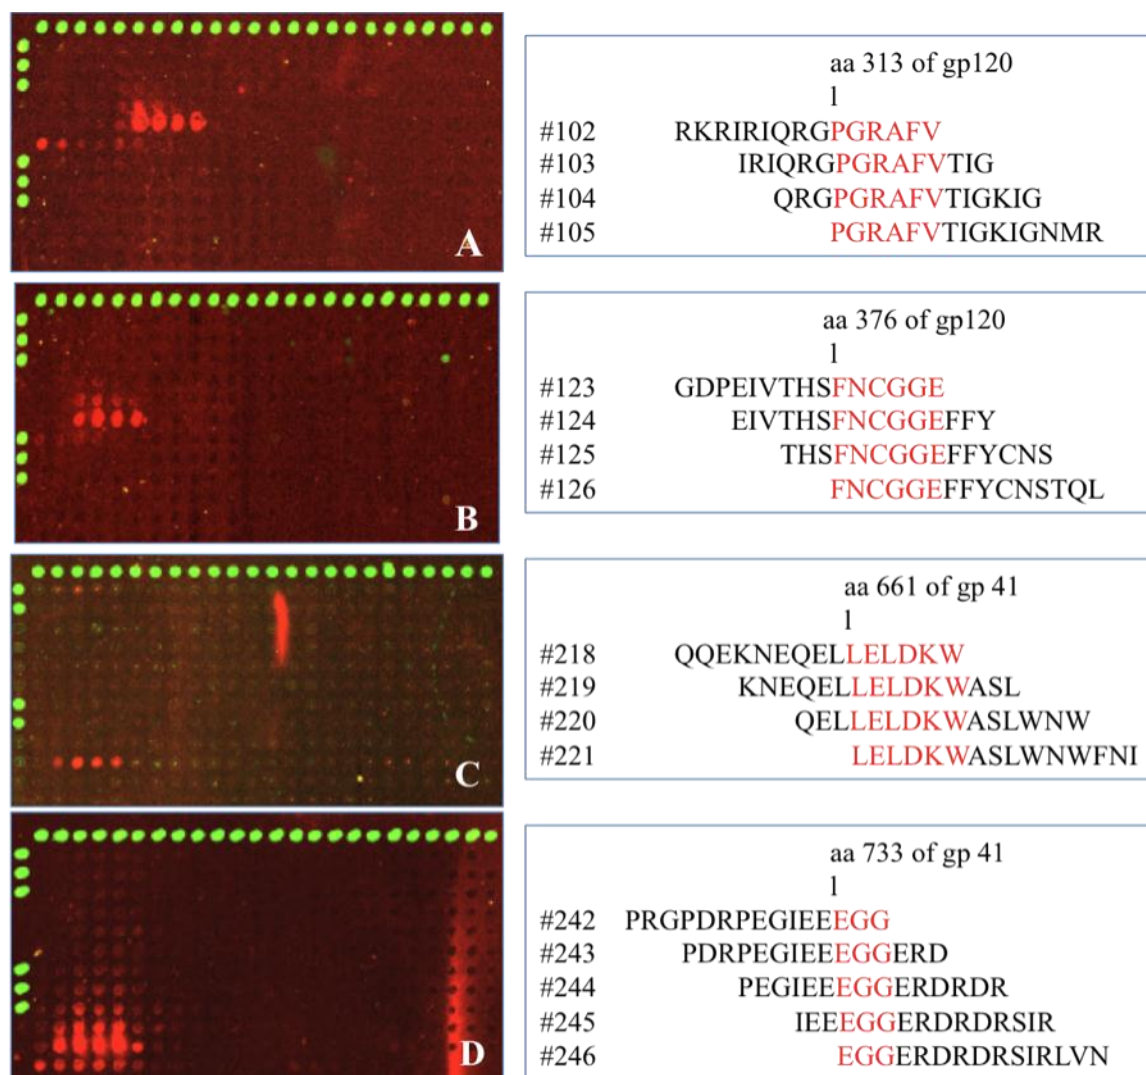 A
aa 313 of gp120
l
#102 RKRIRIQRGPGRAFV
#103 IRIQRGPGRAFVTIG
#104 QRGPGRAFVTIGKIG
#105 PGRAFVTIGKIGNMR
B
aa 376 of gp120
l
#123 GDPEIVTHSFNCGGE
#124 EIVTHSFNCGGEFFY
#125 THSFNCGGEFFYCNS
#126 FNCGGEFFYCNSTQL
C
aa 661 of gp 41
l
#218 QQEKNEQELLELDKW
#219 KNEQELLELDKWASL
#220 QELLELDKWASLWNW
#221 LELDKWASLWNWFNI
D
aa 733 of gp 41
l
#242 PRGPDRPEGIEEEGG
#243 PDRPEGIEEEGGERD
#244 PEGIEEEGGERDRDR
#245 IEEEGGERDRDRSIR
#246 EGGERDRDRSIRLVN